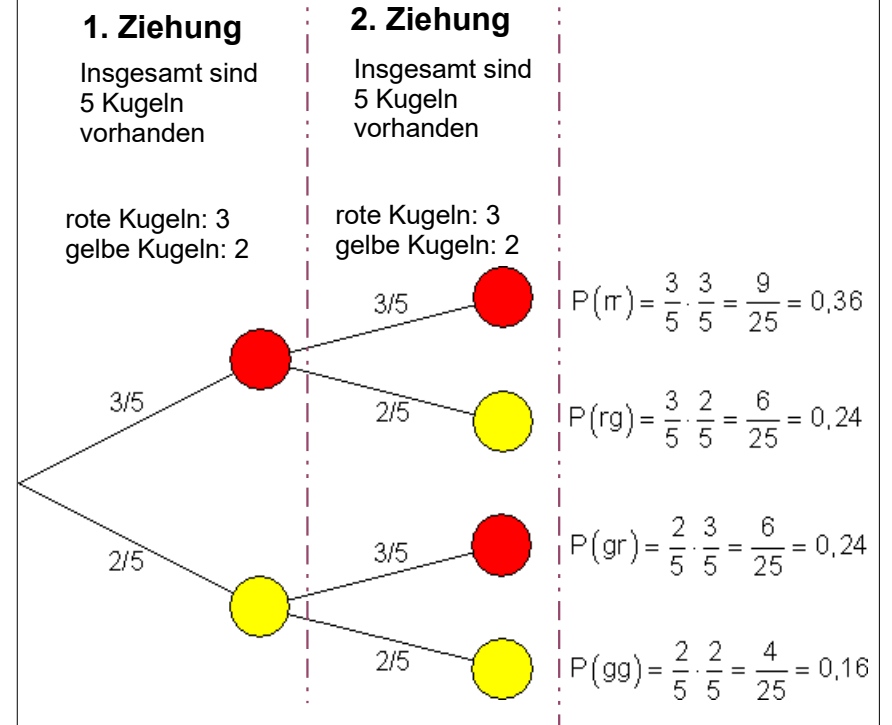 1. Ziehung
Insgesamt sind
5 Kugeln
vorhanden
rote Kugeln: 3
gelbe Kugeln: 2
2. Ziehung
Insgesamt sind
5 Kugeln
vorhanden
rote Kugeln: 3
gelbe Kugeln: 2
3/5
2/5
3/5
2/5
3/5
2/5
P(rr) = 3/5 · 3/5 = 9/25 = 0,36
P(rg) = 3/5 · 2/5 = 6/25 = 0,24
P(gr) = 2/5 · 3/5 = 6/25 = 0,24
P(gg) = 2/5 · 2/5 = 4/25 = 0,16